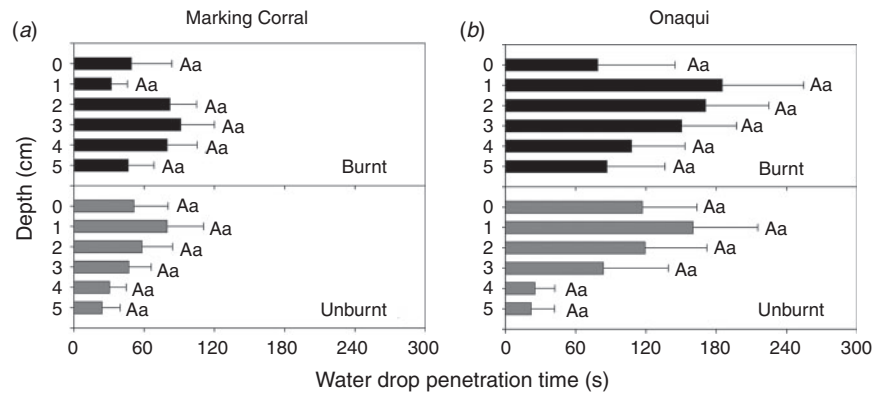 Marking Corral
Onaqui
(a)
(b)
Depth (cm)
0 Aa
1 Aa
2 Aa
3 Aa
4 Aa
5 Aa
Burnt
0 Aa
1 Aa
2 Aa
3 Aa
4 Aa
5 Aa
Unburnt
0 60 120 180 240 300
0 Aa
1 Aa
2 Aa
3 Aa
4 Aa
5 Aa
Burnt
0 Aa
1 Aa
2 Aa
3 Aa
4 Aa
5 Aa
Unburnt
0 60 120 180 240 300
Water drop penetration time (s)